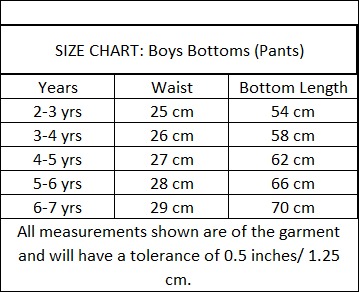 SIZE CHART: Boys Bottoms (Pants)
Years Waist Bottom Length
2-3 yrs 25 cm 54 cm
3-4 yrs 26 cm 58 cm
4-5 yrs 27 cm 62 cm
5-6 yrs 28 cm 66 cm
6-7 yrs 29 cm 70 cm
All measurements shown are of the garment
and will have a tolerance of 0.5 inches/ 1.25
cm.